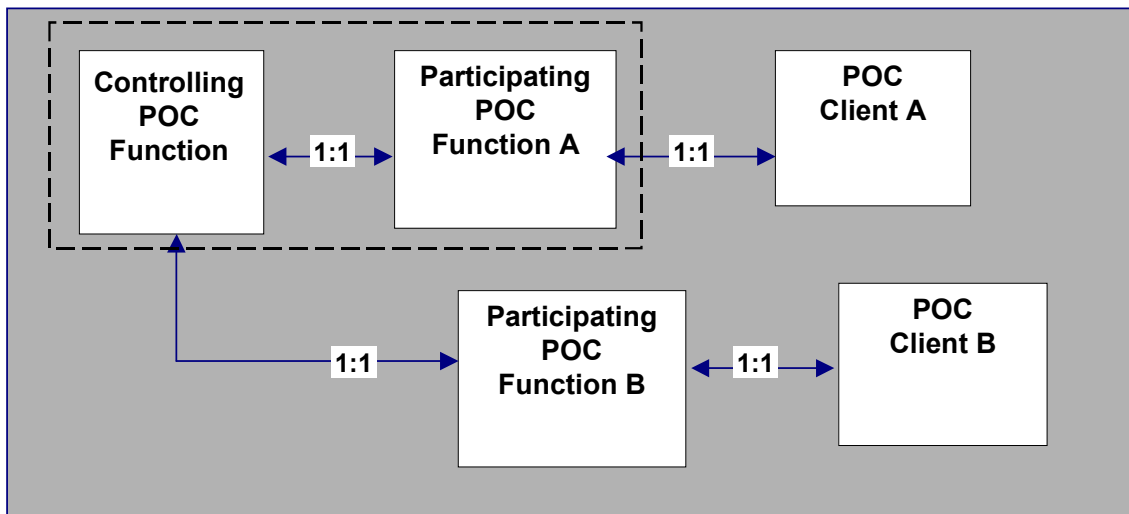 Controlling
POC
Function
1:1
Participating
POC
Function A
1:1
POC
Client A
1:1
Participating
POC
Function B
1:1
POC
Client B